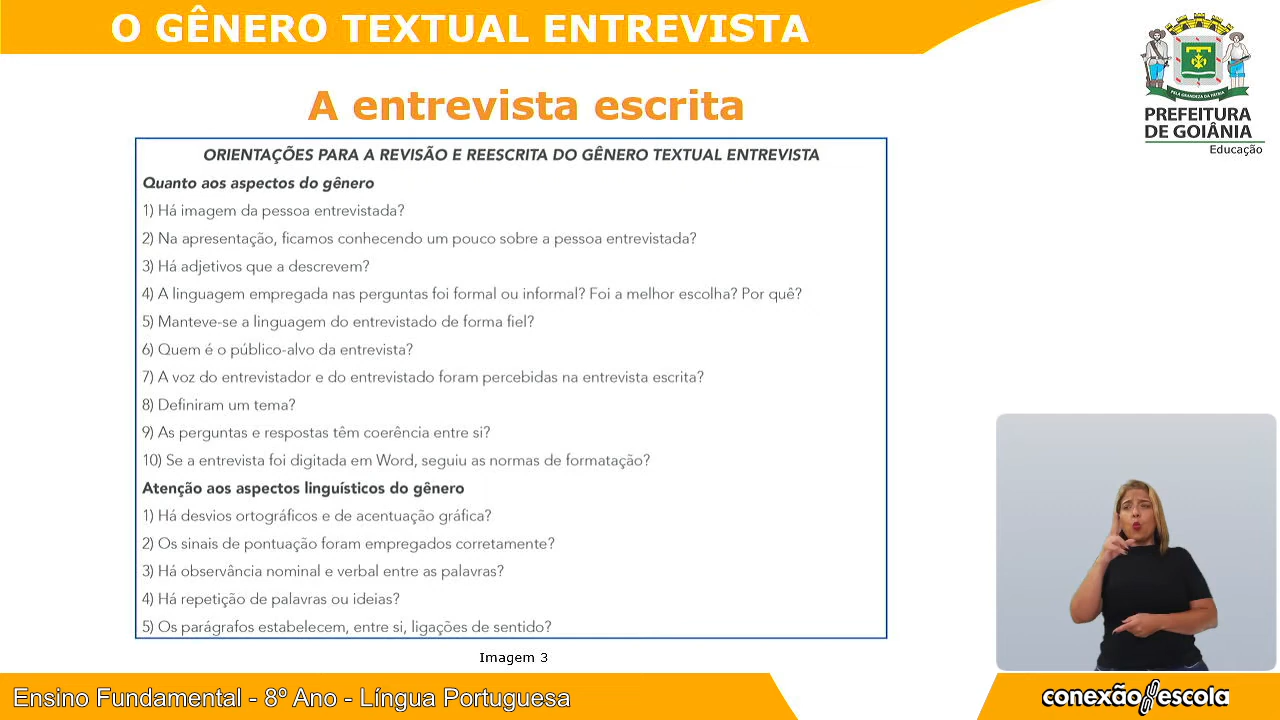 O GÊNERO TEXTUAL ENTREVISTA
PELA GRANDEZA DA PÁTRIA
PREFEITURA
DE GOIÂNIA
Educação
A entrevista escrita
ORIENTAÇÕES PARA A REVISÃO E REESCRITA DO GÊNERO TEXTUAL ENTREVISTA
Quanto aos aspectos do gênero
1) Há imagem da pessoa entrevistada?
2) Na apresentação, ficamos conhecendo um pouco sobre a pessoa entrevistada?
3) Há adjetivos que a descrevem?
4) A linguagem empregada nas perguntas foi formal ou informal? Foi a melhor escolha? Por quê?
5) Manteve-se a linguagem do entrevistado de forma fiel?
6) Quem é o público-alvo da entrevista?
7) A voz do entrevistador e do entrevistado foram percebidas na entrevista escrita?
8) Definiram um tema?
9) As perguntas e respostas têm coerência entre si?
10) Se a entrevista foi digitada em Word, seguiu as normas de formatação?
Atenção aos aspectos linguísticos do gênero
1) Há desvios ortográficos e de acentuação gráfica?
2) Os sinais de pontuação foram empregados corretamente?
3) Há observância nominal e verbal entre as palavras?
4) Há repetição de palavras ou ideias?
5) Os parágrafos estabelecem, entre si, ligações de sentido?
Imagem 3
Ensino Fundamental - 8º Ano - Língua Portuguesa
conexão escola